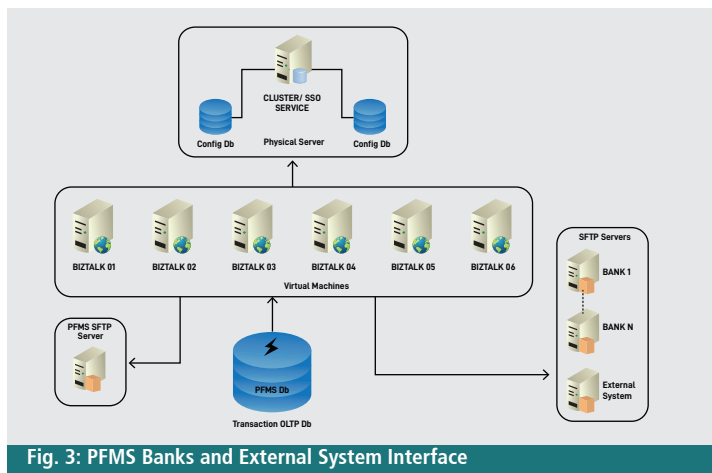 CLUSTER/ SSO
SERVICE
Config Db
Physical Server
Config Db
BIZTALK 01
BIZTALK 02
BIZTALK 03
BIZTALK 04
BIZTALK 05
BIZTALK 06
Virtual Machines
SFTP Servers
BANK 1
BANK N
External
System
PFMS SFTP
Server
PFMS Db
Transaction OLTP Db
Fig. 3: PFMS Banks and External System Interface